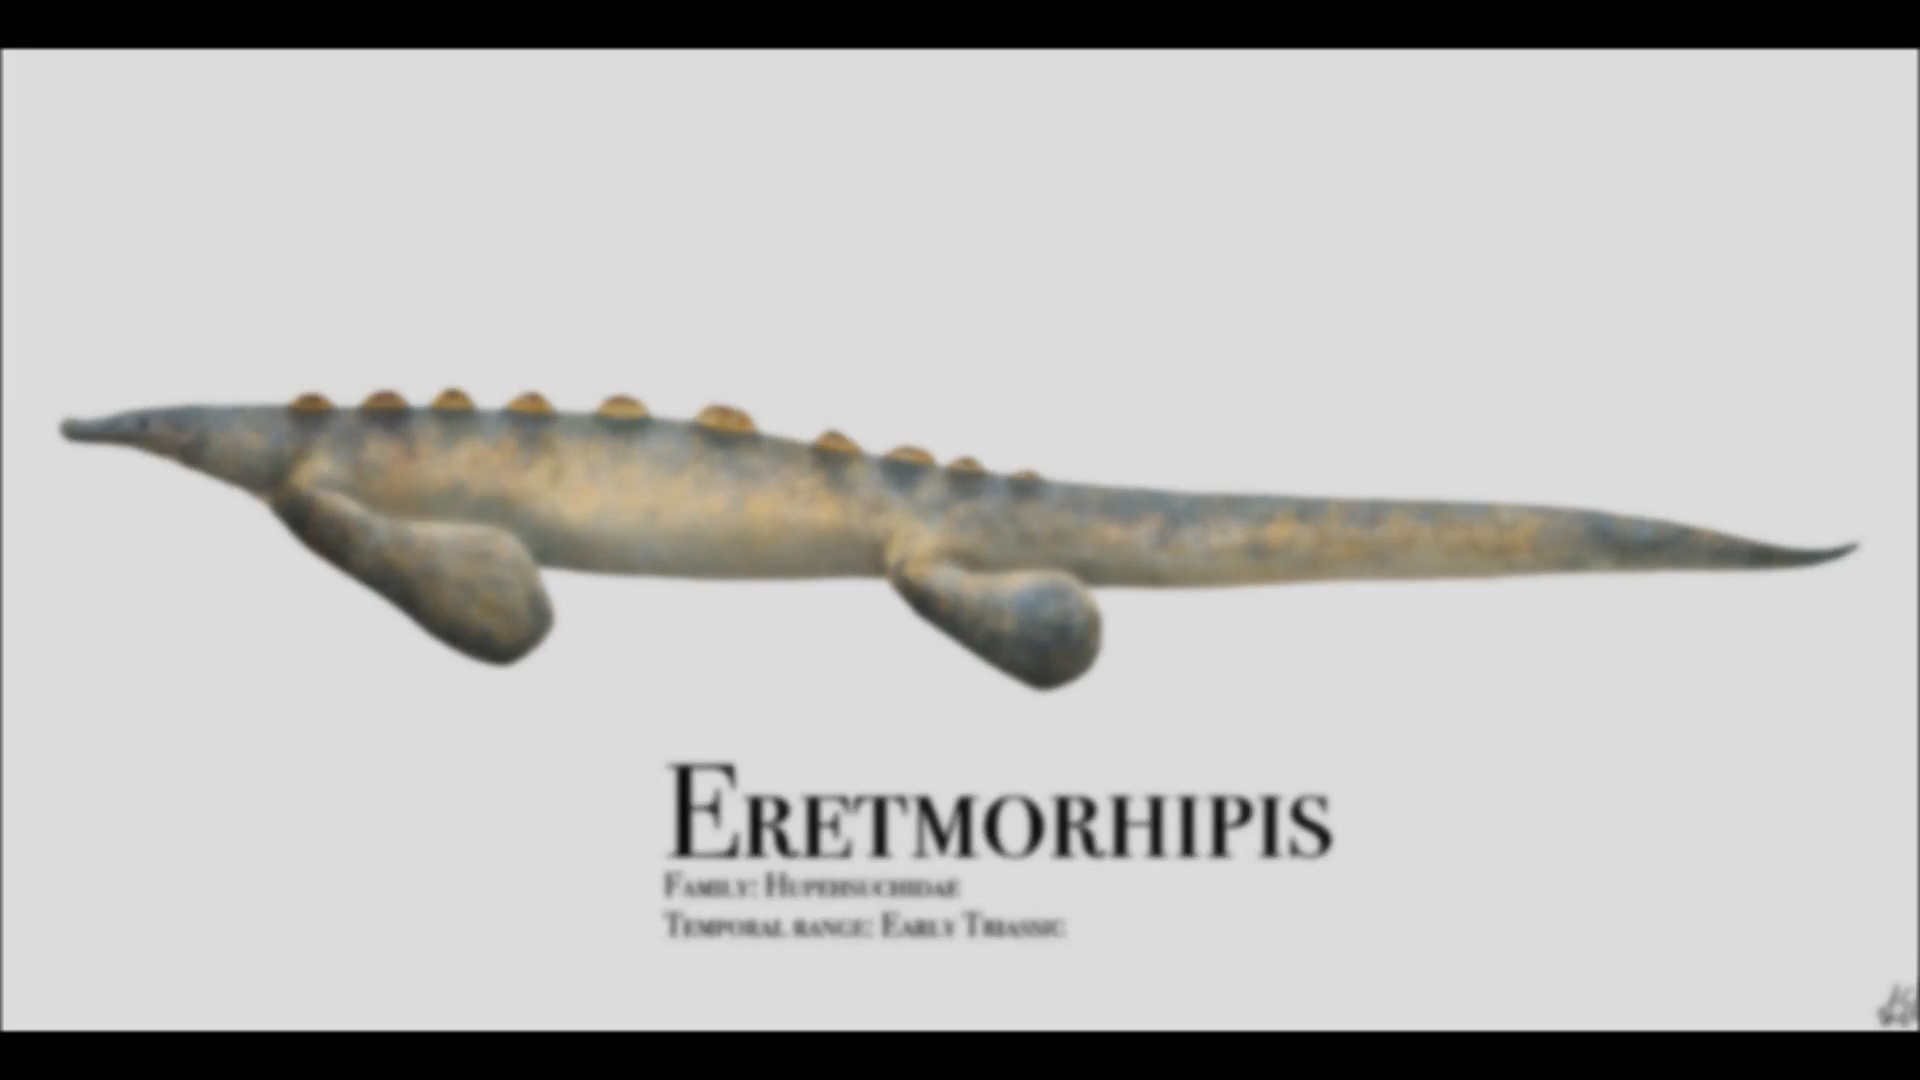 ERETMORHIPIS
FAMILY: HUPEHSUCHIDAE
TEMPORAL RANGE: EARLY TRIASSIC